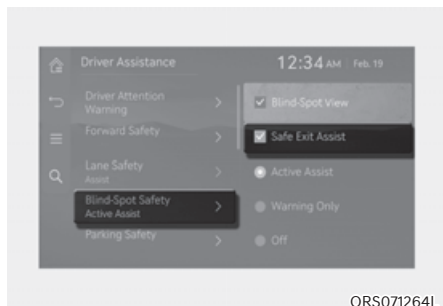 Driver Assistance
12:34 AM Feb. 19
Driver Attention
Warning
Forward Safety
Lane Safety
Assist
Blind-Spot Safety
Active Assist
Parking Safety
Blind-Spot View
Safe Exit Assist
Active Assist
Warning Only
Off
ORS071264L